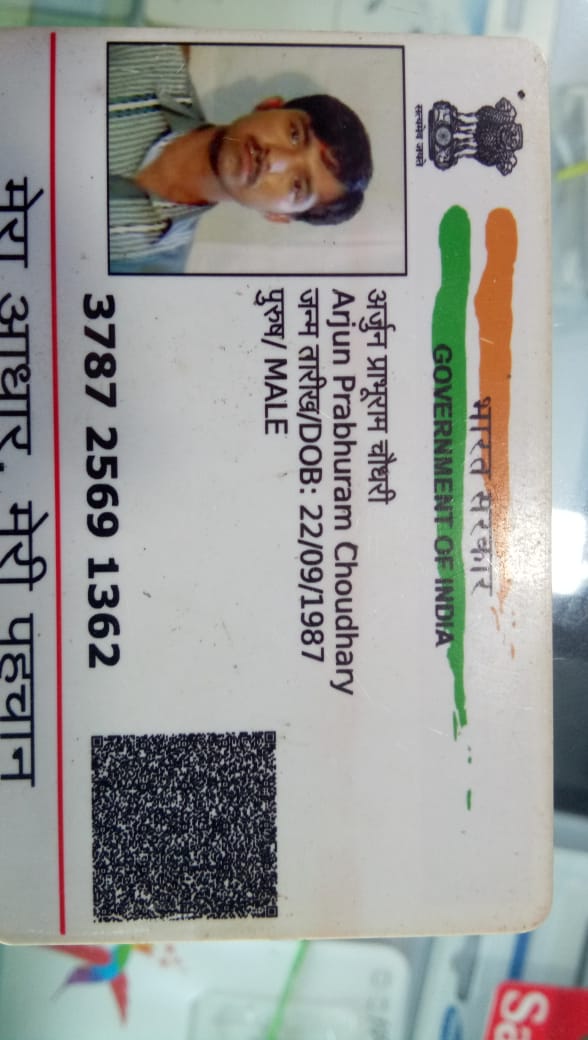 सत्यमेव जयते
भारत सरकार
GOVERNMENT OF INDIA
अर्जुन प्राभुराम चौधरी
Arjun Prabhuram Choudhary
जन्म तारीख/DOB: 22/09/1987
पुरुष/ MALE
3787 2569 1362
मेरा आधार, मेरी पहचान
Sa